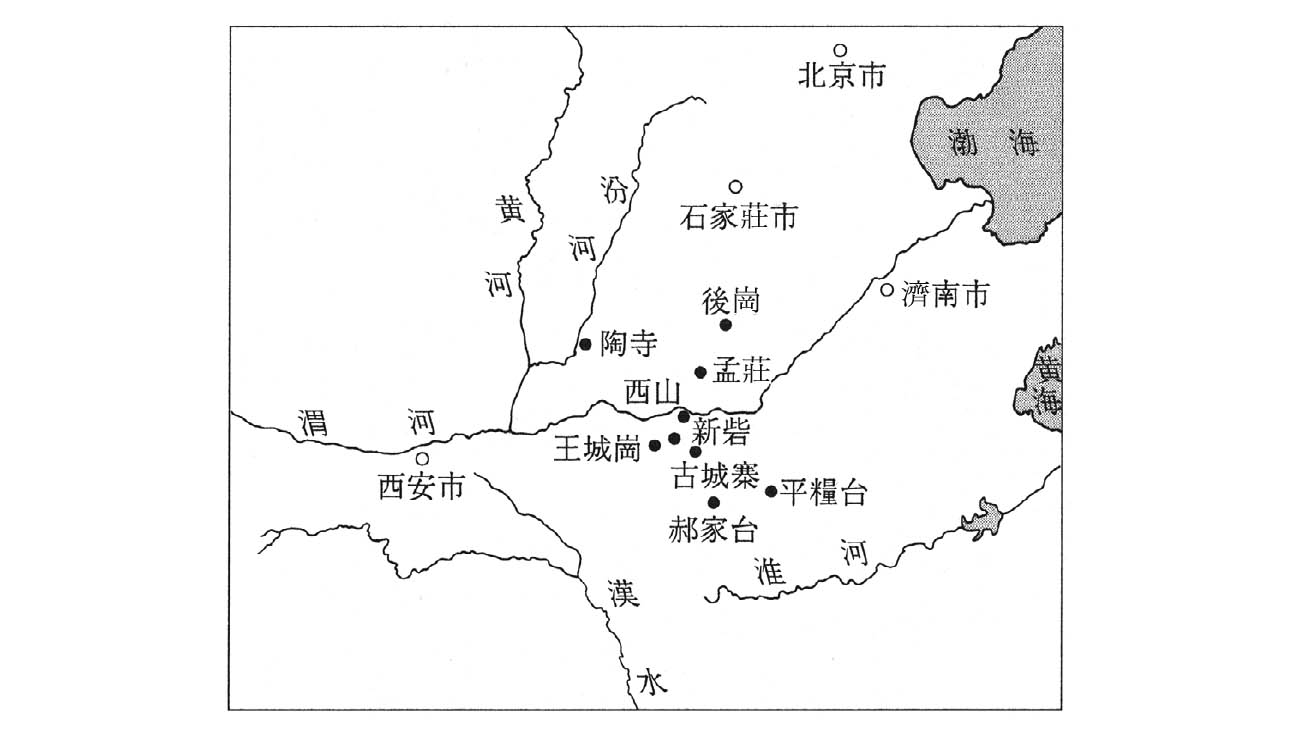 北京市
渤海
汾河
黄河
石家莊市
濟南市
後崗
陶寺
孟莊
黄海
西山
渭河
新砦
王城崗
西安市
古城寨
平糧台
郝家台
淮河
漢水